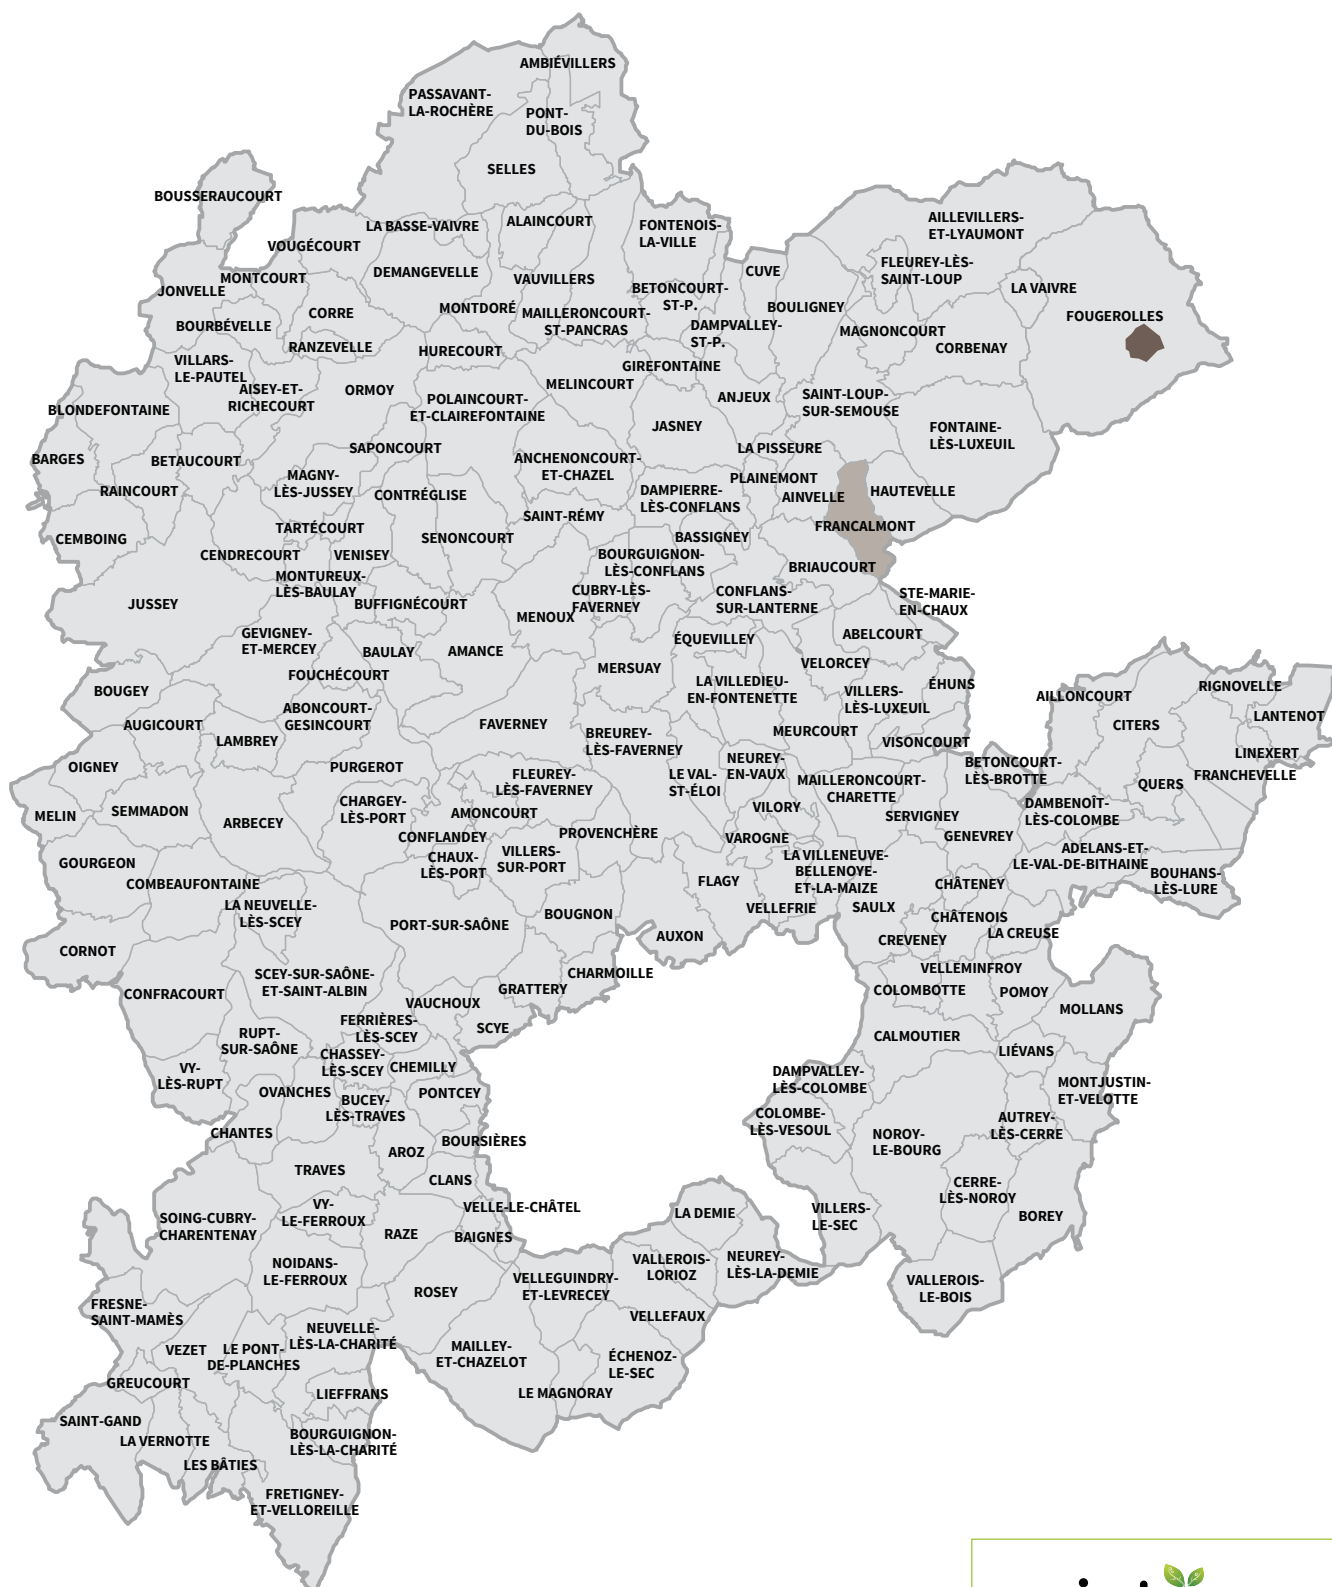 AMBIÉVILLERS
PASSAVANT-
LA-ROCHÈRE
PONT-
DU-BOIS
SELLES
BOUSSERAUCOURT
LA BASSE-VAIVRE
ALAINCOURT
FONTENOIS-
LA-VILLE
AILLEVILLERS-
ET-LYAUMONT
VOUGÉCOURT
DEMANGEVELLE
VAUVILLERS
CUVE
FLEUREY-LÈS-
SAINT-LOUP
MONTCOURT
JONVELLE
BETONCOURT-
ST-P.
LA VAIVRE
CORRE
MONTDORÉ
MAILLERONCOURT-
ST-PANCRAS
BOULIGNEY
FOUGEROLLES
BOURBÉVELLE
DAMPVALLEY-
ST-P.
MAGNONCOURT
RANZEVELLE
HURECOURT
CORBENAY
VILLARS-
LE-PAUTEL
GIREFONTAINE
AISEY-ET-
RICHECOURT
ORMOY
MELINCOURT
POLAINCOURT-
ET-CLAIREFONTAINE
ANJEUX
SAINT-LOUP-
SUR-SEMOUSE
BLONDEFONTAINE
JASNEY
FONTAINE-
LÈS-LUXEUIL
SAPONCOURT
LA PISSEURE
BARGES
BETAUCOURT
ANCHENONCOURT-
ET-CHAZEL
MAGNY-
LÈS-JUSSEY
PLAINEMONT
RAINCOURT
CONTRÉGLISE
DAMPIERRE-
LÈS-CONFLANS
AINVELLE
HAUTEVELLE
SAINT-RÉMY
TARTÉCOURT
FRANCALMONT
CEMBOING
SENONCOURT
BASSIGNEY
CENDRECOURT
VENISEY
BOURGUIGNON-
LÈS-CONFLANS
BRIAUCOURT
MONTUREUX-
LÈS-BAULAY
CUBRY-LÈS-
FAVERNEY
CONFLANS-
SUR-LANTERNE
STE-MARIE-
EN-CHAUX
JUSSEY
BUFFIGNÉCOURT
MENOUX
GEVIGNEY-
ET-MERCEY
ÉQUEVILLEY
ABELCOURT
BAULAY
AMANCE
FOUCHÉCOURT
MERSUAY
VELORCEY
BOUGEY
LA VILLEDIEU-
EN-FONTENETTE
VILLERS-
LÈS-LUXEUIL
ÉHUNS
AILLONCOURT
RIGNOVELLE
ABONCOURT-
GESINCOURT
AUGICOURT
FAVERNEY
CITERS
LANTENOT
LAMBREY
BREUREY-
LÈS-FAVERNEY
MEURCOURT
VISONCOURT
LINEXERT
OIGNEY
PURGEROT
NEUREY-
EN-VAUX
BETONCOURT-
LÈS-BROTTE
FRANCHEVELLE
FLEUREY-
LÈS-FAVERNEY
LE VAL-
ST-ÉLOI
MAILLERONCOURT-
CHARETTE
QUERS
MELIN
SEMMADON
CHARGEY-
LÈS-PORT
AMONCOURT
VILORY
DAMBENOÎT-
LÈS-COLOMBE
ARBECEY
CONFLANDEY
PROVENCHÈRE
SERVIGNEY
VAROGNE
GENEVREY
GOURGEON
CHAUX-
LÈS-PORT
VILLERS-
SUR-PORT
LA VILLENEUVE-
BELLENOYE-
ET-LA-MAIZE
ADELANS-ET-
LE-VAL-DE-BITHAINE
COMBEAUFONTAINE
FLAGY
CHÂTENEY
BOUHANS-
LÈS-LURE
LA NEUVELLE-
LÈS-SCEY
BOUGNON
VELLEFRIE
SAULX
CHÂTENOIS
PORT-SUR-SAÔNE
AUXON
CREVENEY
LA CREUSE
CORNOT
SCEY-SUR-SAÔNE-
ET-SAINT-ALBIN
CHARMOILLE
VELLEMINFROY
CONFRACOURT
GRATTERY
COLOMBOTTE
POMOY
VAUCHOUX
MOLLANS
FERRIÈRES-
LÈS-SCEY
SCYE
RUPT-
SUR-SAÔNE
CALMOUTIER
CHASSEY-
LÈS-SCEY
CHEMILLY
LIÉVANS
VY-
LÈS-RUPT
DAMPVALLEY-
LÈS-COLOMBE
MONTJUSTIN-
ET-VELOTTE
OVANCHES
PONTCEY
BUCEY-
LÈS-TRAVES
COLOMBE-
LÈS-VESOUL
AUTREY-
LÈS-CERRE
CHANTES
BOURSIÈRES
NOROY-
LE-BOURG
AROZ
TRAVES
CLANS
CERRE-
LÈS-NOROY
VY-
LE-FERROUX
VELLE-LE-CHÂTEL
LA DEMIE
VILLERS-
LE-SEC
SOING-CUBRY-
CHARENTENAY
RAZE
BAIGNES
BOREY
NOIDANS-
LE-FERROUX
VALLEROIS-
LORIOZ
NEUREY-
LÈS-LA-DEMIE
ROSEY
VELLEGUINDRY-
ET-LEVRECEY
VALLEROIS-
LE-BOIS
FRESNE-
SAINT-MAMÈS
VELLEFAUX
NEUVELLE-
LÈS-LA-CHARITÉ
VEZET
LE PONT-
DE-PLANCHES
MAILLEY-
ET-CHAZELOT
ÉCHENOZ-
LE-SEC
GREUCOURT
LIEFFRANS
LE MAGNORAY
SAINT-GAND
LA VERNOTTE
BOURGUIGNON-
LÈS-LA-CHARITÉ
LES BÂTIES
FRETIGNEY-
ET-VELLOREILLE